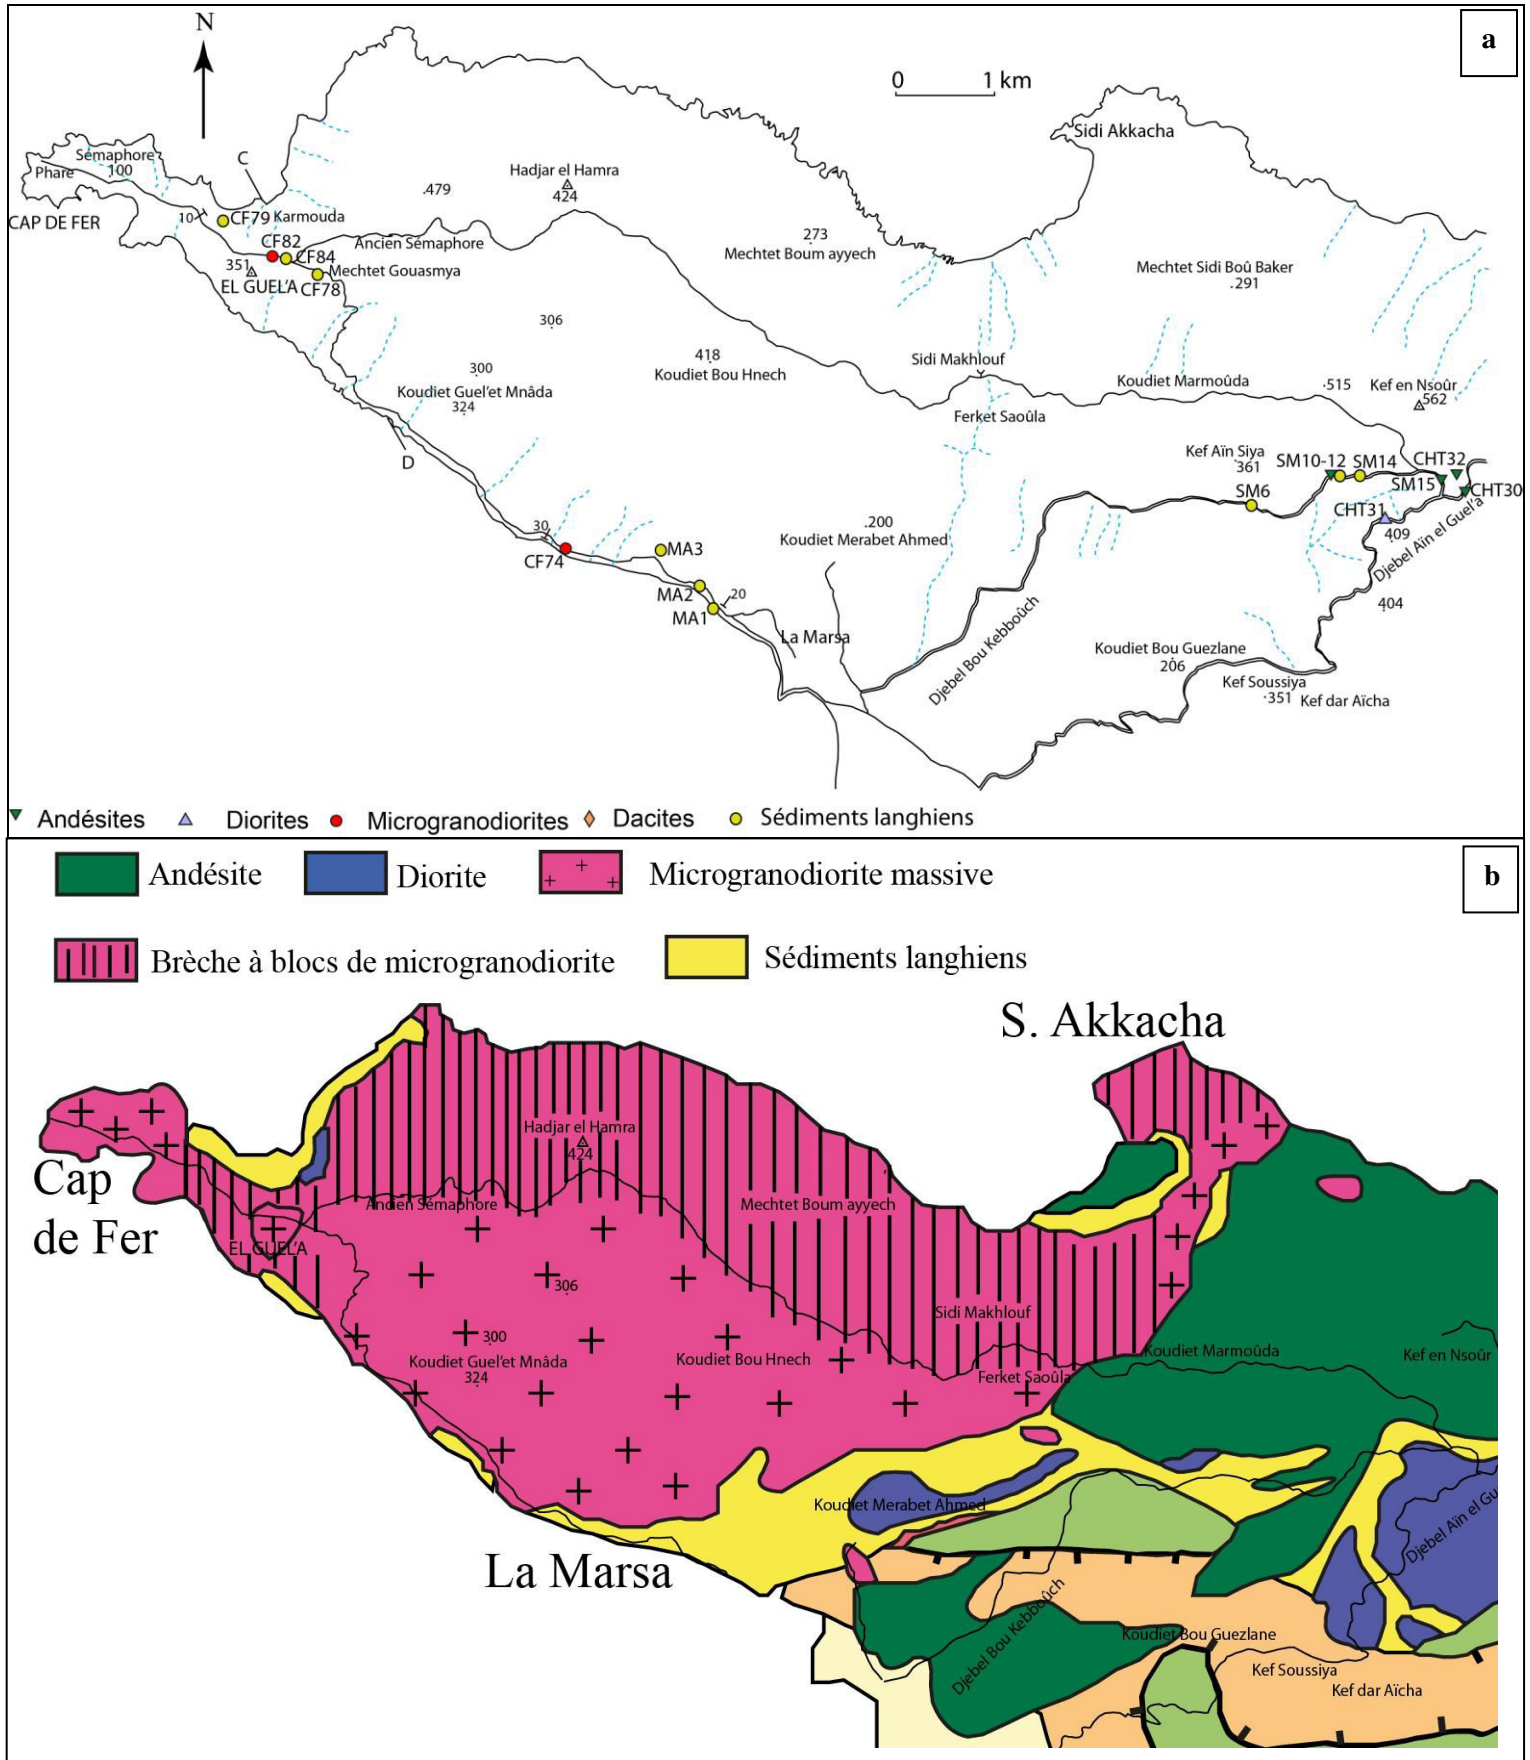 a
N
0 1 km
Sidi Akkacha
Sémaphore
100
Phare
C
Hadjar el Hamra
424
.479
CAP DE FER
10
CF79 Karmouda
CF82
CF84
Ancien Sémaphore
273
Mechtet Boum ayyech
351
Mechtet Gouasmya
EL GUEL'A
CF78
Mechtet Sidi Boû Baker
.291
306
418
Koudiet Bou Hnech
300
Koudiet Guel'et Mnâda
324
Sidi Makhlouf
Koudiet Marmoûda
·515
Kef en Nsoûr
562
Ferket Saoûla
D
Kef Aïn Siya
361
SM10-12
SM14
CHT32
SM15
CHT30
SM6
CHT31
409
Djebel Aïn el Guel'a
30
CF74
.200
Koudiet Merabet Ahmed
MA3
MA2
20
MA1
404
La Marsa
Djebel Bou Kebboûch
Koudiet Bou Guezlane
206
Kef Soussiya
·351
Kef dar Aïcha
Andésites
Diorites
Microgranodiorites
Dacites
Sédiments langhiens
b
Andésite
Diorite
Microgranodiorite massive
Brèche à blocs de microgranodiorite
Sédiments langhiens
S. Akkacha
Hadjar el Hamra
424
Cap
de Fer
Ancien Sémaphore
Mechtet Boum ayyech
EL GUEL'A
306
Sidi Makhlouf
300
Koudiet Guel'et Mnâda
324
Koudiet Bou Hnech
Koudiet Marmoûda
Kef en Nsoûr
Ferket Saoûla
Koudiet Merabet Ahmed
Djebel Aïn el Gu
La Marsa
Djebel Bou Kebboûch
Koudiet Bou Guezlane
Kef Soussiya
Kef dar Aïcha